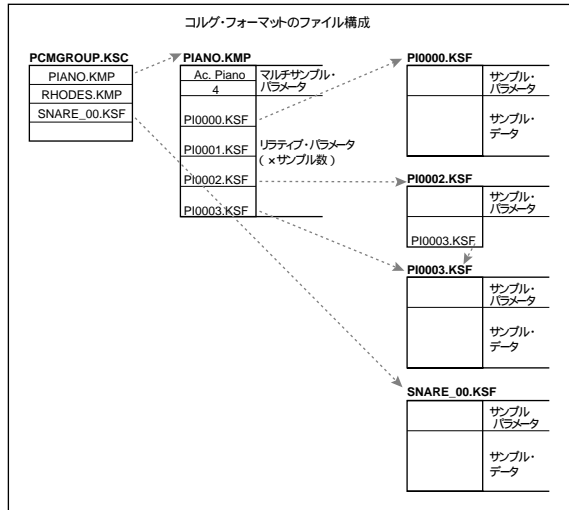 コルグ・フォーマットのファイル構成
PCMGROUP.KSC
PIANO.KMP
RHODES.KMP
SNARE_00.KSF
PIANO.KMP
Ac. Piano
4
マルチサンプル・
パラメータ
PI0000.KSF
PI0001.KSF
リラティブ・パラメータ
(×サンプル数)
PI0002.KSF
PI0003.KSF
PI0000.KSF
サンプル・
パラメータ
サンプル・
データ
PI0002.KSF
サンプル・
パラメータ
PI0003.KSF
PI0003.KSF
サンプル・
パラメータ
サンプル・
データ
SNARE_00.KSF
サンプル
パラメータ
サンプル・
データ